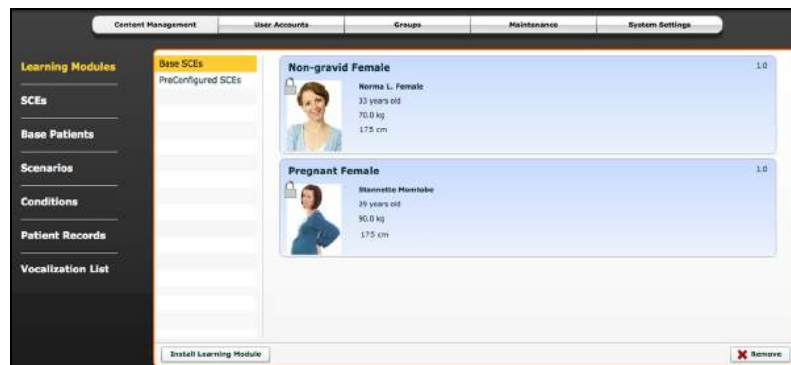 Content Management
User Accounts
Groups
Maintenance
System Settings
Learning Modules
SCEs
Base Patients
Scenarios
Conditions
Patient Records
Vocalization List
Base SCEs
PreConfigured SCEs
Non-gravid Female
1.0
Norma L. Female
33 years old
70.0 kg
175 cm
Pregnant Female
1.0
Stannette Momtobe
29 years old
90.0 kg
175 cm
Install Learning Module
Remove